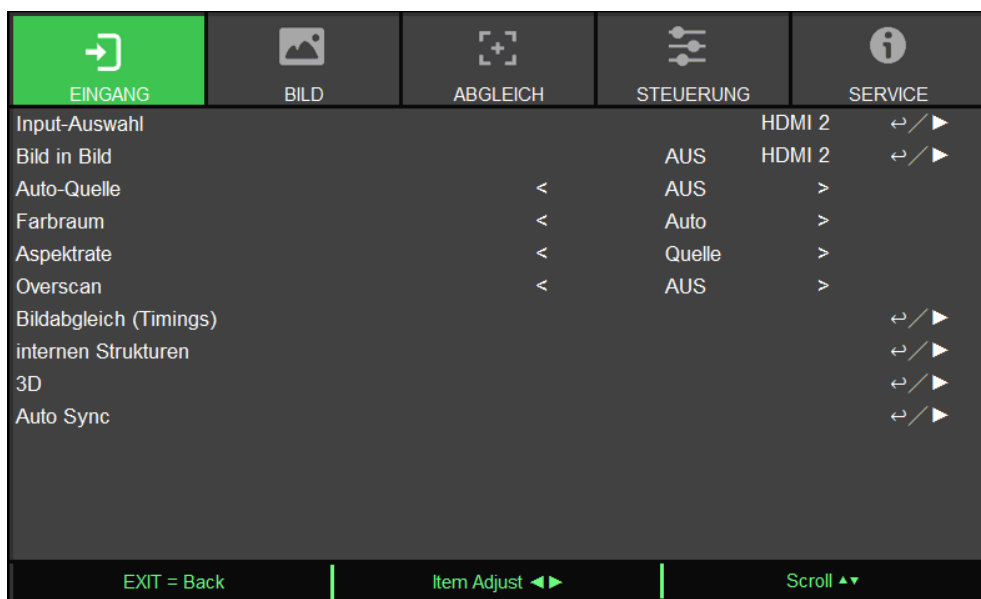 EINGANG BILD ABGLEICH STEUERUNG SERVICE
Input-Auswahl HDMI 2 ↩/▶
Bild in Bild AUS HDMI 2 ↩/▶
Auto-Quelle < AUS >
Farbraum < Auto >
Aspektrate < Quelle >
Overscan < AUS >
Bildabgleich (Timings) ↩/▶
internen Strukturen ↩/▶
3D ↩/▶
Auto Sync ↩/▶
EXIT = Back Item Adjust ◀▶ Scroll ▲▼